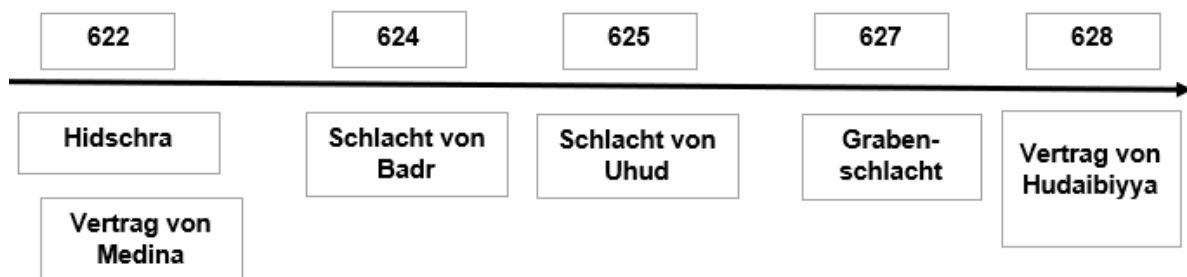 622
624
625
627
628
Hidschra
Schlacht von
Badr
Schlacht von
Uhud
Graben-
schlacht
Vertrag von
Hudaibiyya
Vertrag von
Medina